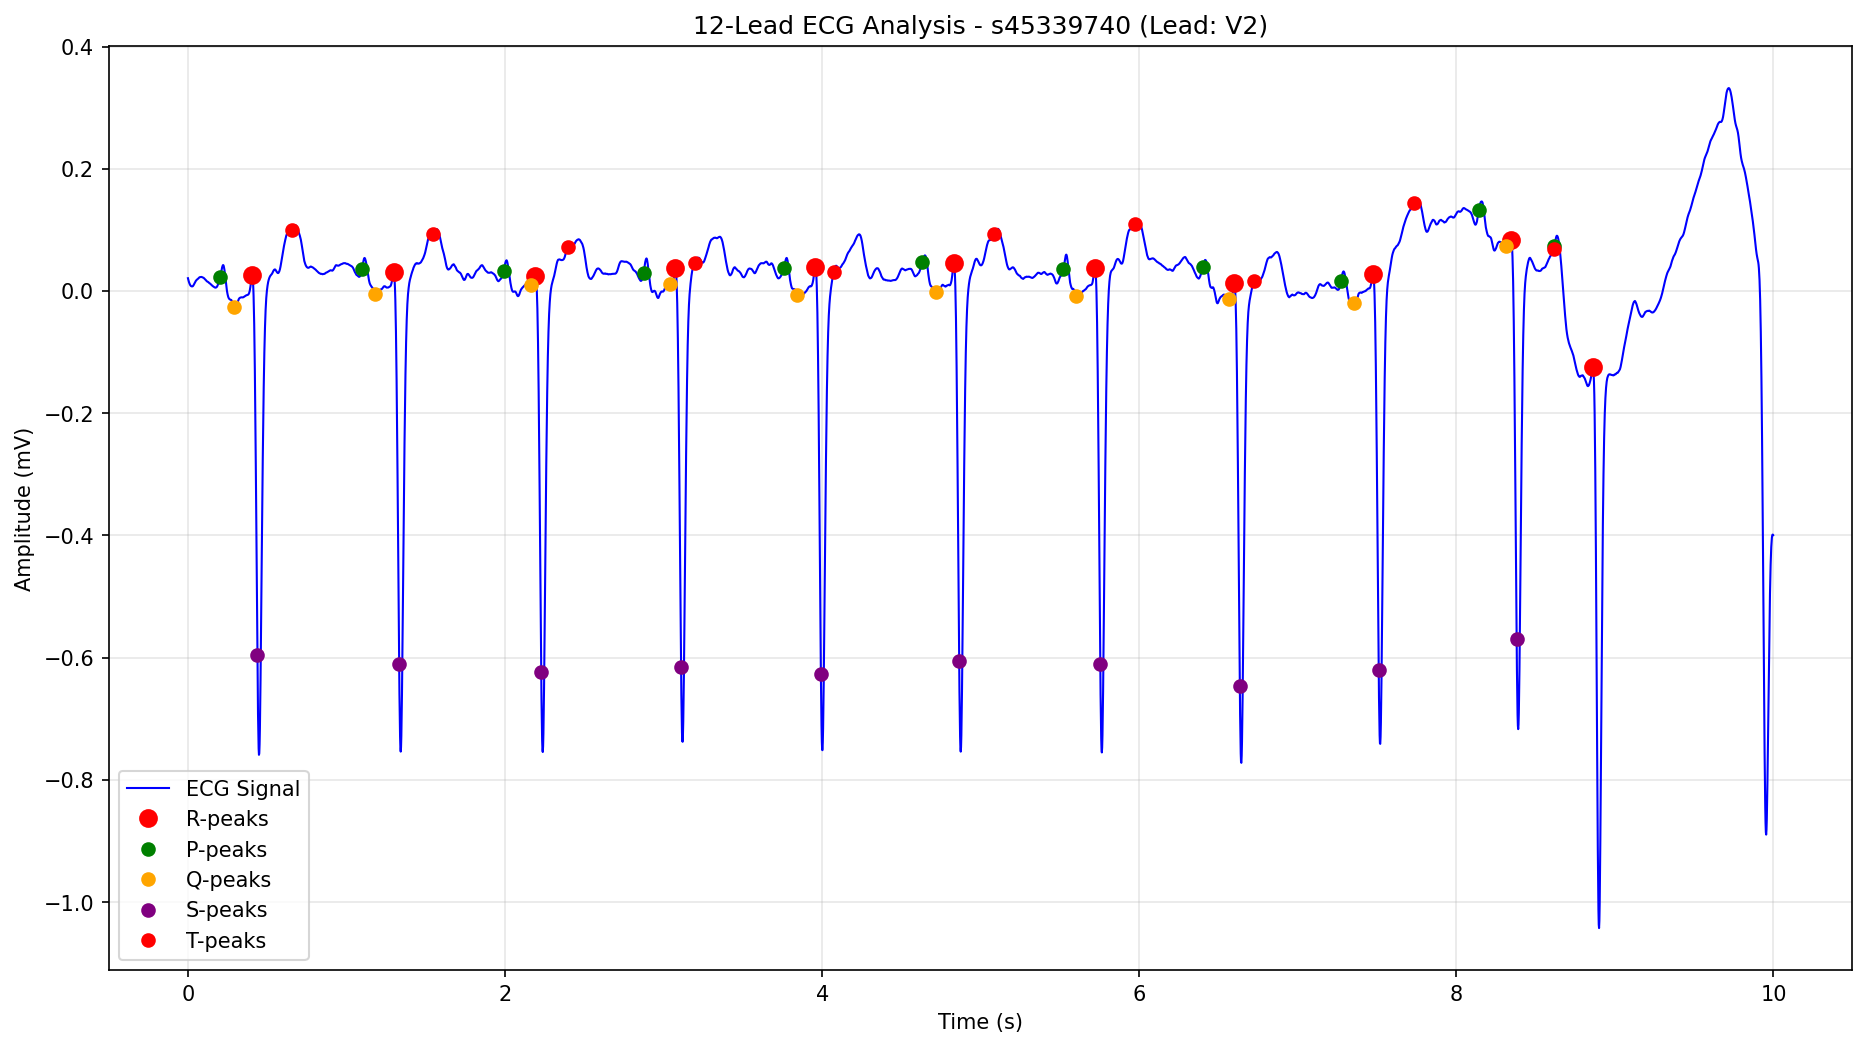 12-Lead ECG Analysis - s45339740 (Lead: V2)
Amplitude (mV)
0.4
0.2
0.0
−0.2
−0.4
−0.6
−0.8
−1.0
ECG Signal
R-peaks
P-peaks
Q-peaks
S-peaks
T-peaks
0 2 4 6 8 10
Time (s)